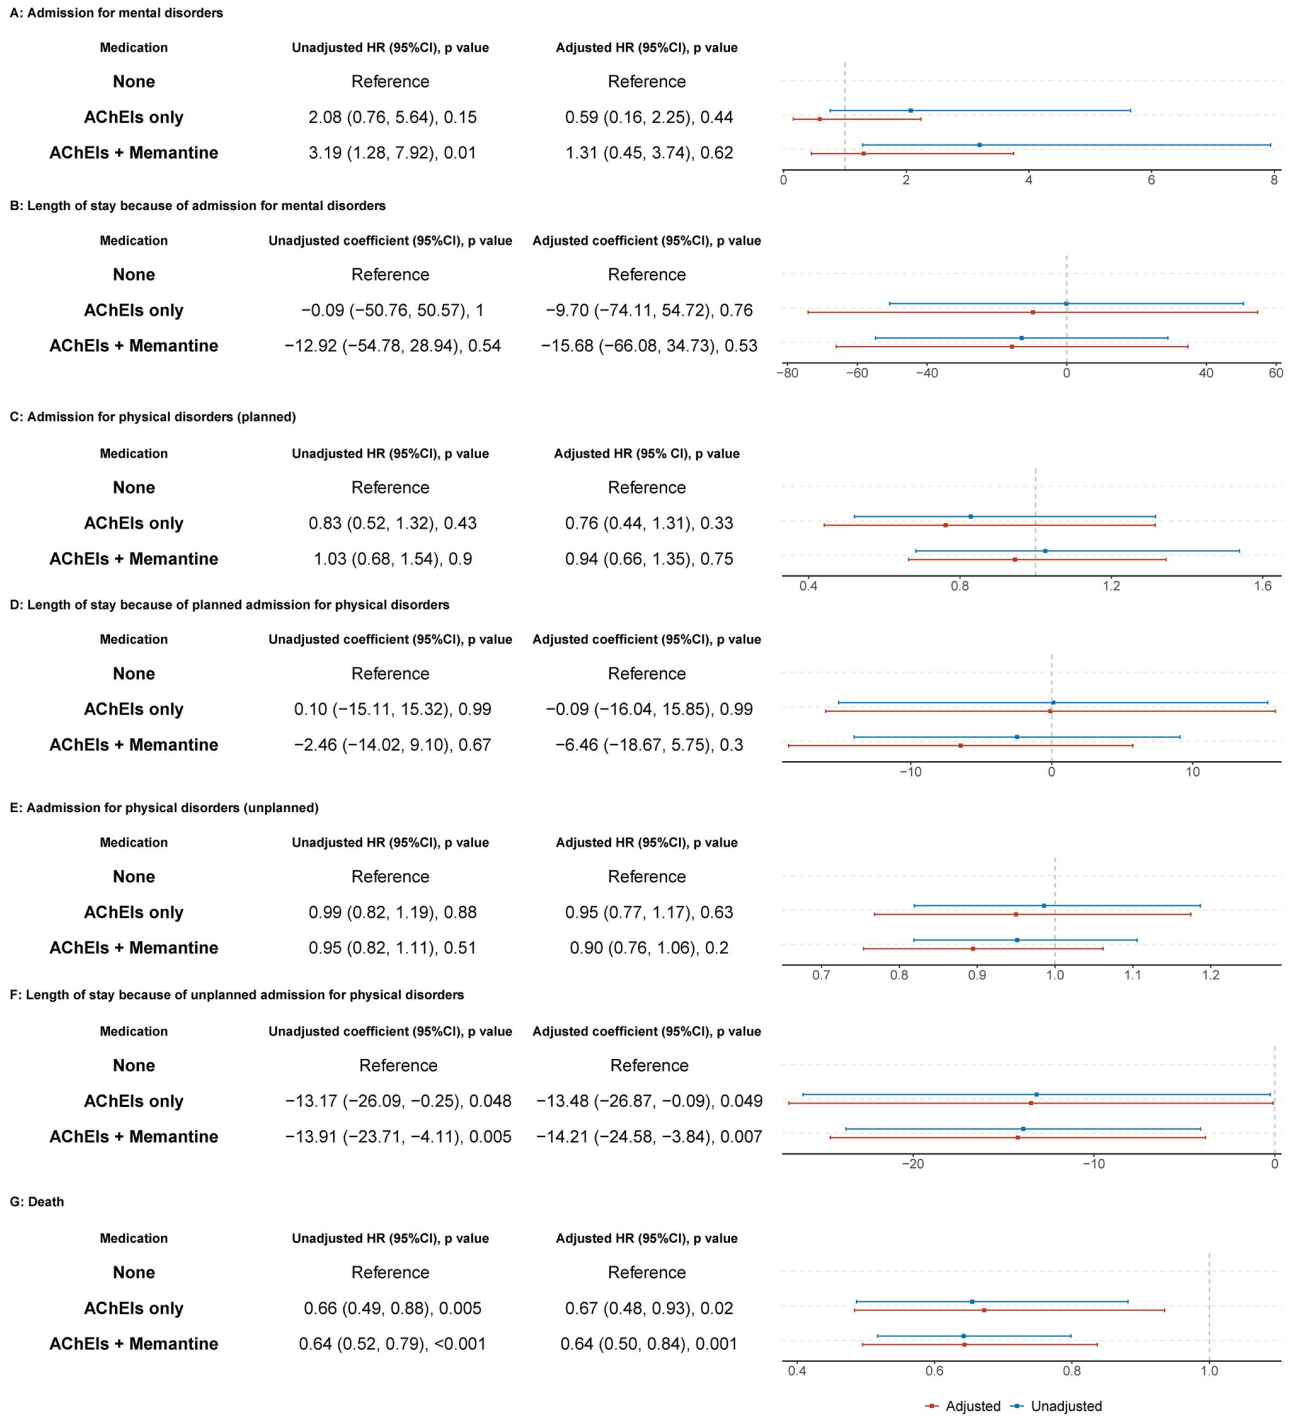 A: Admission for mental disorders
Medication Unadjusted HR (95%CI), p value Adjusted HR (95%CI), p value
None Reference Reference
AChEIs only 2.08 (0.76, 5.64), 0.15 0.59 (0.16, 2.25), 0.44
AChEIs + Memantine 3.19 (1.28, 7.92), 0.01 1.31 (0.45, 3.74), 0.62
0 2 4 6 8
B: Length of stay because of admission for mental disorders
Medication Unadjusted coefficient (95%CI), p value Adjusted coefficient (95%CI), p value
None Reference Reference
AChEIs only −0.09 (−50.76, 50.57), 1 −9.70 (−74.11, 54.72), 0.76
AChEIs + Memantine −12.92 (−54.78, 28.94), 0.54 −15.68 (−66.08, 34.73), 0.53
−80 −60 −40 0 40 60
C: Admission for physical disorders (planned)
Medication Unadjusted HR (95%CI), p value Adjusted HR (95% CI), p value
None Reference Reference
AChEIs only 0.83 (0.52, 1.32), 0.43 0.76 (0.44, 1.31), 0.33
AChEIs + Memantine 1.03 (0.68, 1.54), 0.9 0.94 (0.66, 1.35), 0.75
0.4 0.8 1.2 1.6
D: Length of stay because of planned admission for physical disorders
Medication Unadjusted coefficient (95%CI), p value Adjusted coefficient (95%CI), p value
None Reference Reference
AChEIs only 0.10 (−15.11, 15.32), 0.99 −0.09 (−16.04, 15.85), 0.99
AChEIs + Memantine −2.46 (−14.02, 9.10), 0.67 −6.46 (−18.67, 5.75), 0.3
−10 0 10
E: Aadmission for physical disorders (unplanned)
Medication Unadjusted HR (95%CI), p value Adjusted HR (95%CI), p value
None Reference Reference
AChEIs only 0.99 (0.82, 1.19), 0.88 0.95 (0.77, 1.17), 0.63
AChEIs + Memantine 0.95 (0.82, 1.11), 0.51 0.90 (0.76, 1.06), 0.2
0.7 0.8 0.9 1.0 1.1 1.2
F: Length of stay because of unplanned admission for physical disorders
Medication Unadjusted coefficient (95%CI), p value Adjusted coefficient (95%CI), p value
None Reference Reference
AChEIs only −13.17 (−26.09, −0.25), 0.048 −13.48 (−26.87, −0.09), 0.049
AChEIs + Memantine −13.91 (−23.71, −4.11), 0.005 −14.21 (−24.58, −3.84), 0.007
−20 −10 0
G: Death
Medication Unadjusted HR (95%CI), p value Adjusted HR (95%CI), p value
None Reference Reference
AChEIs only 0.66 (0.49, 0.88), 0.005 0.67 (0.48, 0.93), 0.02
AChEIs + Memantine 0.64 (0.52, 0.79), <0.001 0.64 (0.50, 0.84), 0.001
0.4 0.6 0.8 1.0
Adjusted Unadjusted